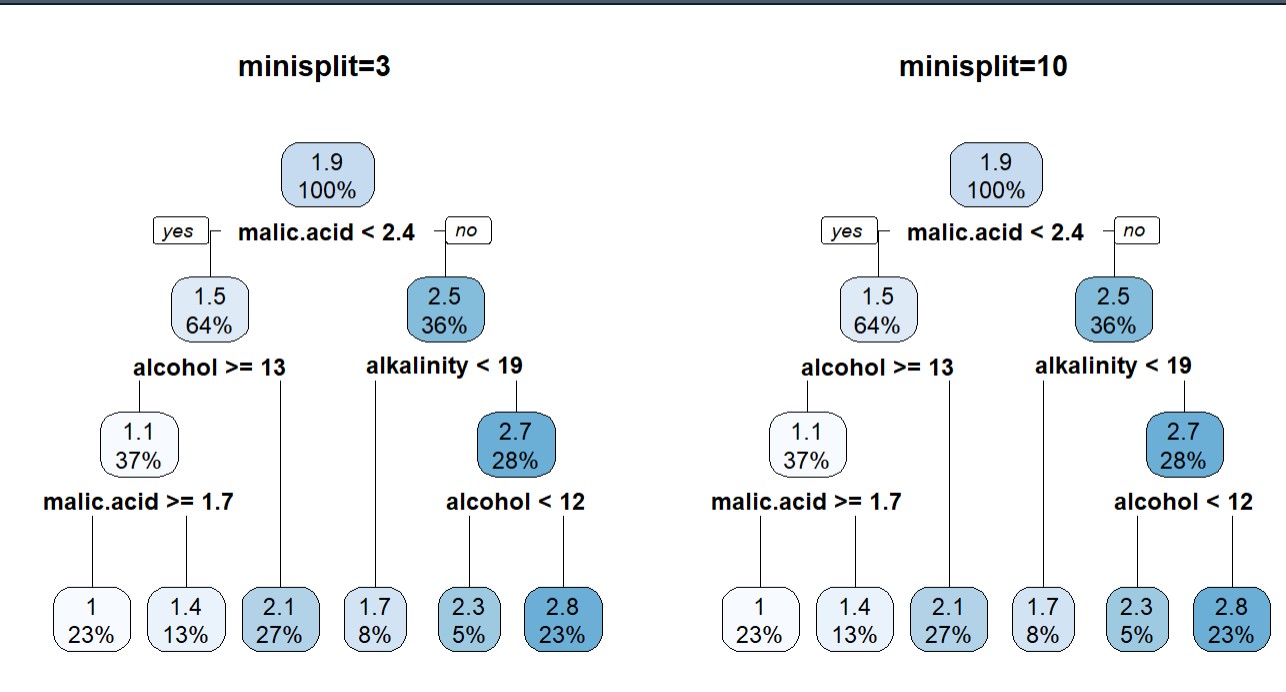 minisplit=3
1.9
100%
yes
malic.acid < 2.4
no
1.5
64%
2.5
36%
alcohol >= 13
alkalinity < 19
1.1
37%
2.7
28%
malic.acid >= 1.7
alcohol < 12
1
23%
1.4
13%
2.1
27%
1.7
8%
2.3
5%
2.8
23%
minisplit=10
1.9
100%
yes
malic.acid < 2.4
no
1.5
64%
2.5
36%
alcohol >= 13
alkalinity < 19
1.1
37%
2.7
28%
malic.acid >= 1.7
alcohol < 12
1
23%
1.4
13%
2.1
27%
1.7
8%
2.3
5%
2.8
23%